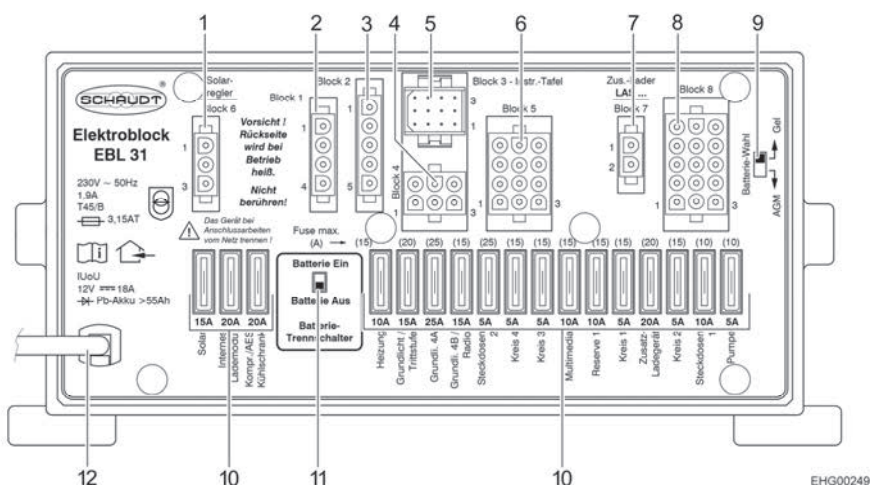 1
2
3
4
5
6
7
8
9
SCHAUDT
®
Elektroblock
EBL 31
230V ~ 50Hz
1,9A
T45/B
3,15AT
i
IUoU
12V 18A
Pb-Akku >55Ah
Solar-
regler
Block 6
1
3
Vorsicht !
Rückseite
wird bei
Betrieb
heiß.
Nicht
berühren!
Das Gerät bei
Anschlussarbeiten
vom Netz trennen !
Block 1
1
4
Block 2
1
5
Block 3 - Instr.-Tafel
3
1
Block 4
1
3
Block 5
1
3
Zus.-Lader
LAS ...
Block 7
1
2
Block 8
1
3
Batterie-Wahl
Gel
AGM
Fuse max.
(A) → (15) (20) (25) (15) (25) (15) (15) (15) (15) (15) (20) (15) (10) (10)
Batterie Ein
Batterie Aus
Batterie-
Trennschalter
15A 20A 20A
10A 15A 25A 15A 5A 5A 5A 10A 10A 5A 20A 5A 10A 5A
Solar
Internes
Lademodul
Kompr./AES
Kühlschrank
Heizung
Grundlicht /
Trittstufe
Grundli. 4A
Grundli. 4B /
Radio
Steckdosen
2
Kreis 4
Kreis 3
Multimedia
Reserve 1
Kreis 1
Zusatz-
Ladegerät
Kreis 2
Steckdosen
1
Pumpe
12
10
11
10
EHG00249